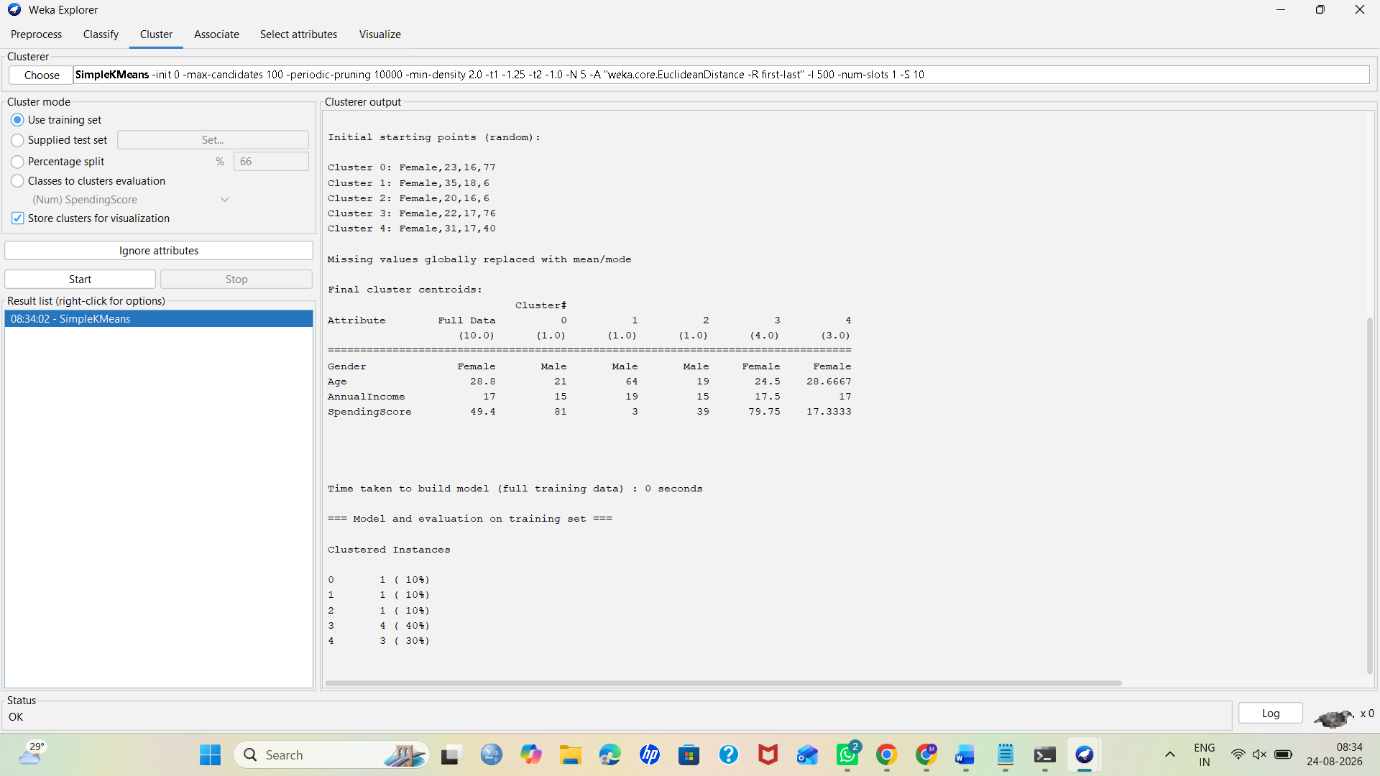 Weka Explorer
Preprocess Classify Cluster Associate Select attributes Visualize
Clusterer
Choose SimpleKMeans -init 0 -max-candidates 100 -periodic-pruning 10000 -min-density 2.0 -t1 -1.25 -t2 -1.0 -N 5 -A "weka.core.EuclideanDistance -R first-last" -I 500 -num-slots 1 -S 10
Cluster mode
Use training set
Supplied test set Set...
Percentage split % 66
Classes to clusters evaluation
(Num) SpendingScore
Store clusters for visualization
Ignore attributes
Start Stop
Result list (right-click for options)
08:34:02 - SimpleKMeans
Clusterer output
Initial starting points (random):
Cluster 0: Female,23,16,77
Cluster 1: Female,35,18,6
Cluster 2: Female,20,16,6
Cluster 3: Female,22,17,76
Cluster 4: Female,31,17,40
Missing values globally replaced with mean/mode
Final cluster centroids:
Cluster#
Attribute Full Data 0 1 2 3 4
(10.0) (1.0) (1.0) (1.0) (4.0) (3.0)
==================================================================================
Gender Female Male Male Male Female Female
Age 28.8 21 64 19 24.5 28.6667
AnnualIncome 17 15 19 15 17.5 17
SpendingScore 49.4 81 3 39 79.75 17.3333
Time taken to build model (full training data) : 0 seconds
=== Model and evaluation on training set ===
Clustered Instances
0 1 ( 10%)
1 1 ( 10%)
2 1 ( 10%)
3 4 ( 40%)
4 3 ( 30%)
Status
OK
Log x 0
29°
Search
hp
2
M
ENG
IN
08:34
24-08-2026